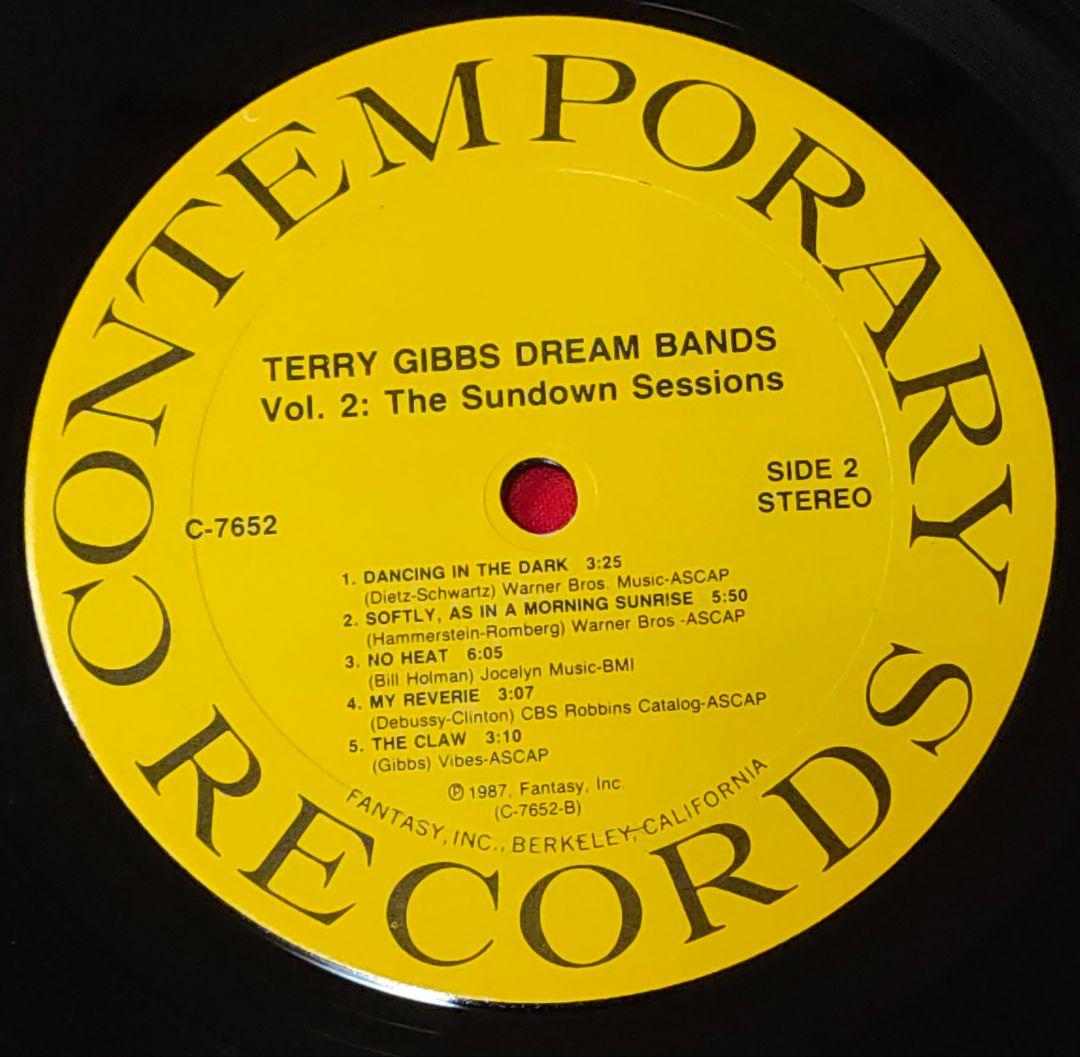 CONTEMPORARY
TERRY GIBBS DREAM BANDS
Vol. 2: The Sundown Sessions
SIDE 2
STEREO
C-7652
1. DANCING IN THE DARK 3:25
(Dietz-Schwartz) Warner Bros. Music-ASCAP
2. SOFTLY, AS IN A MORNING SUNRISE 5:50
(Hammerstein-Romberg) Warner Bros -ASCAP
3. NO HEAT 6:05
(Bill Holman) Jocelyn Music-BMI
4. MY REVERIE 3:07
(Debussy-Clinton) CBS Robbins Catalog-ASCAP
5. THE CLAW 3:10
(Gibbs) Vibes-ASCAP
℗ 1987, Fantasy, Inc.
(C-7652-B)
FANTASY, INC., BERKELEY, CALIFORNIA
RECORDS